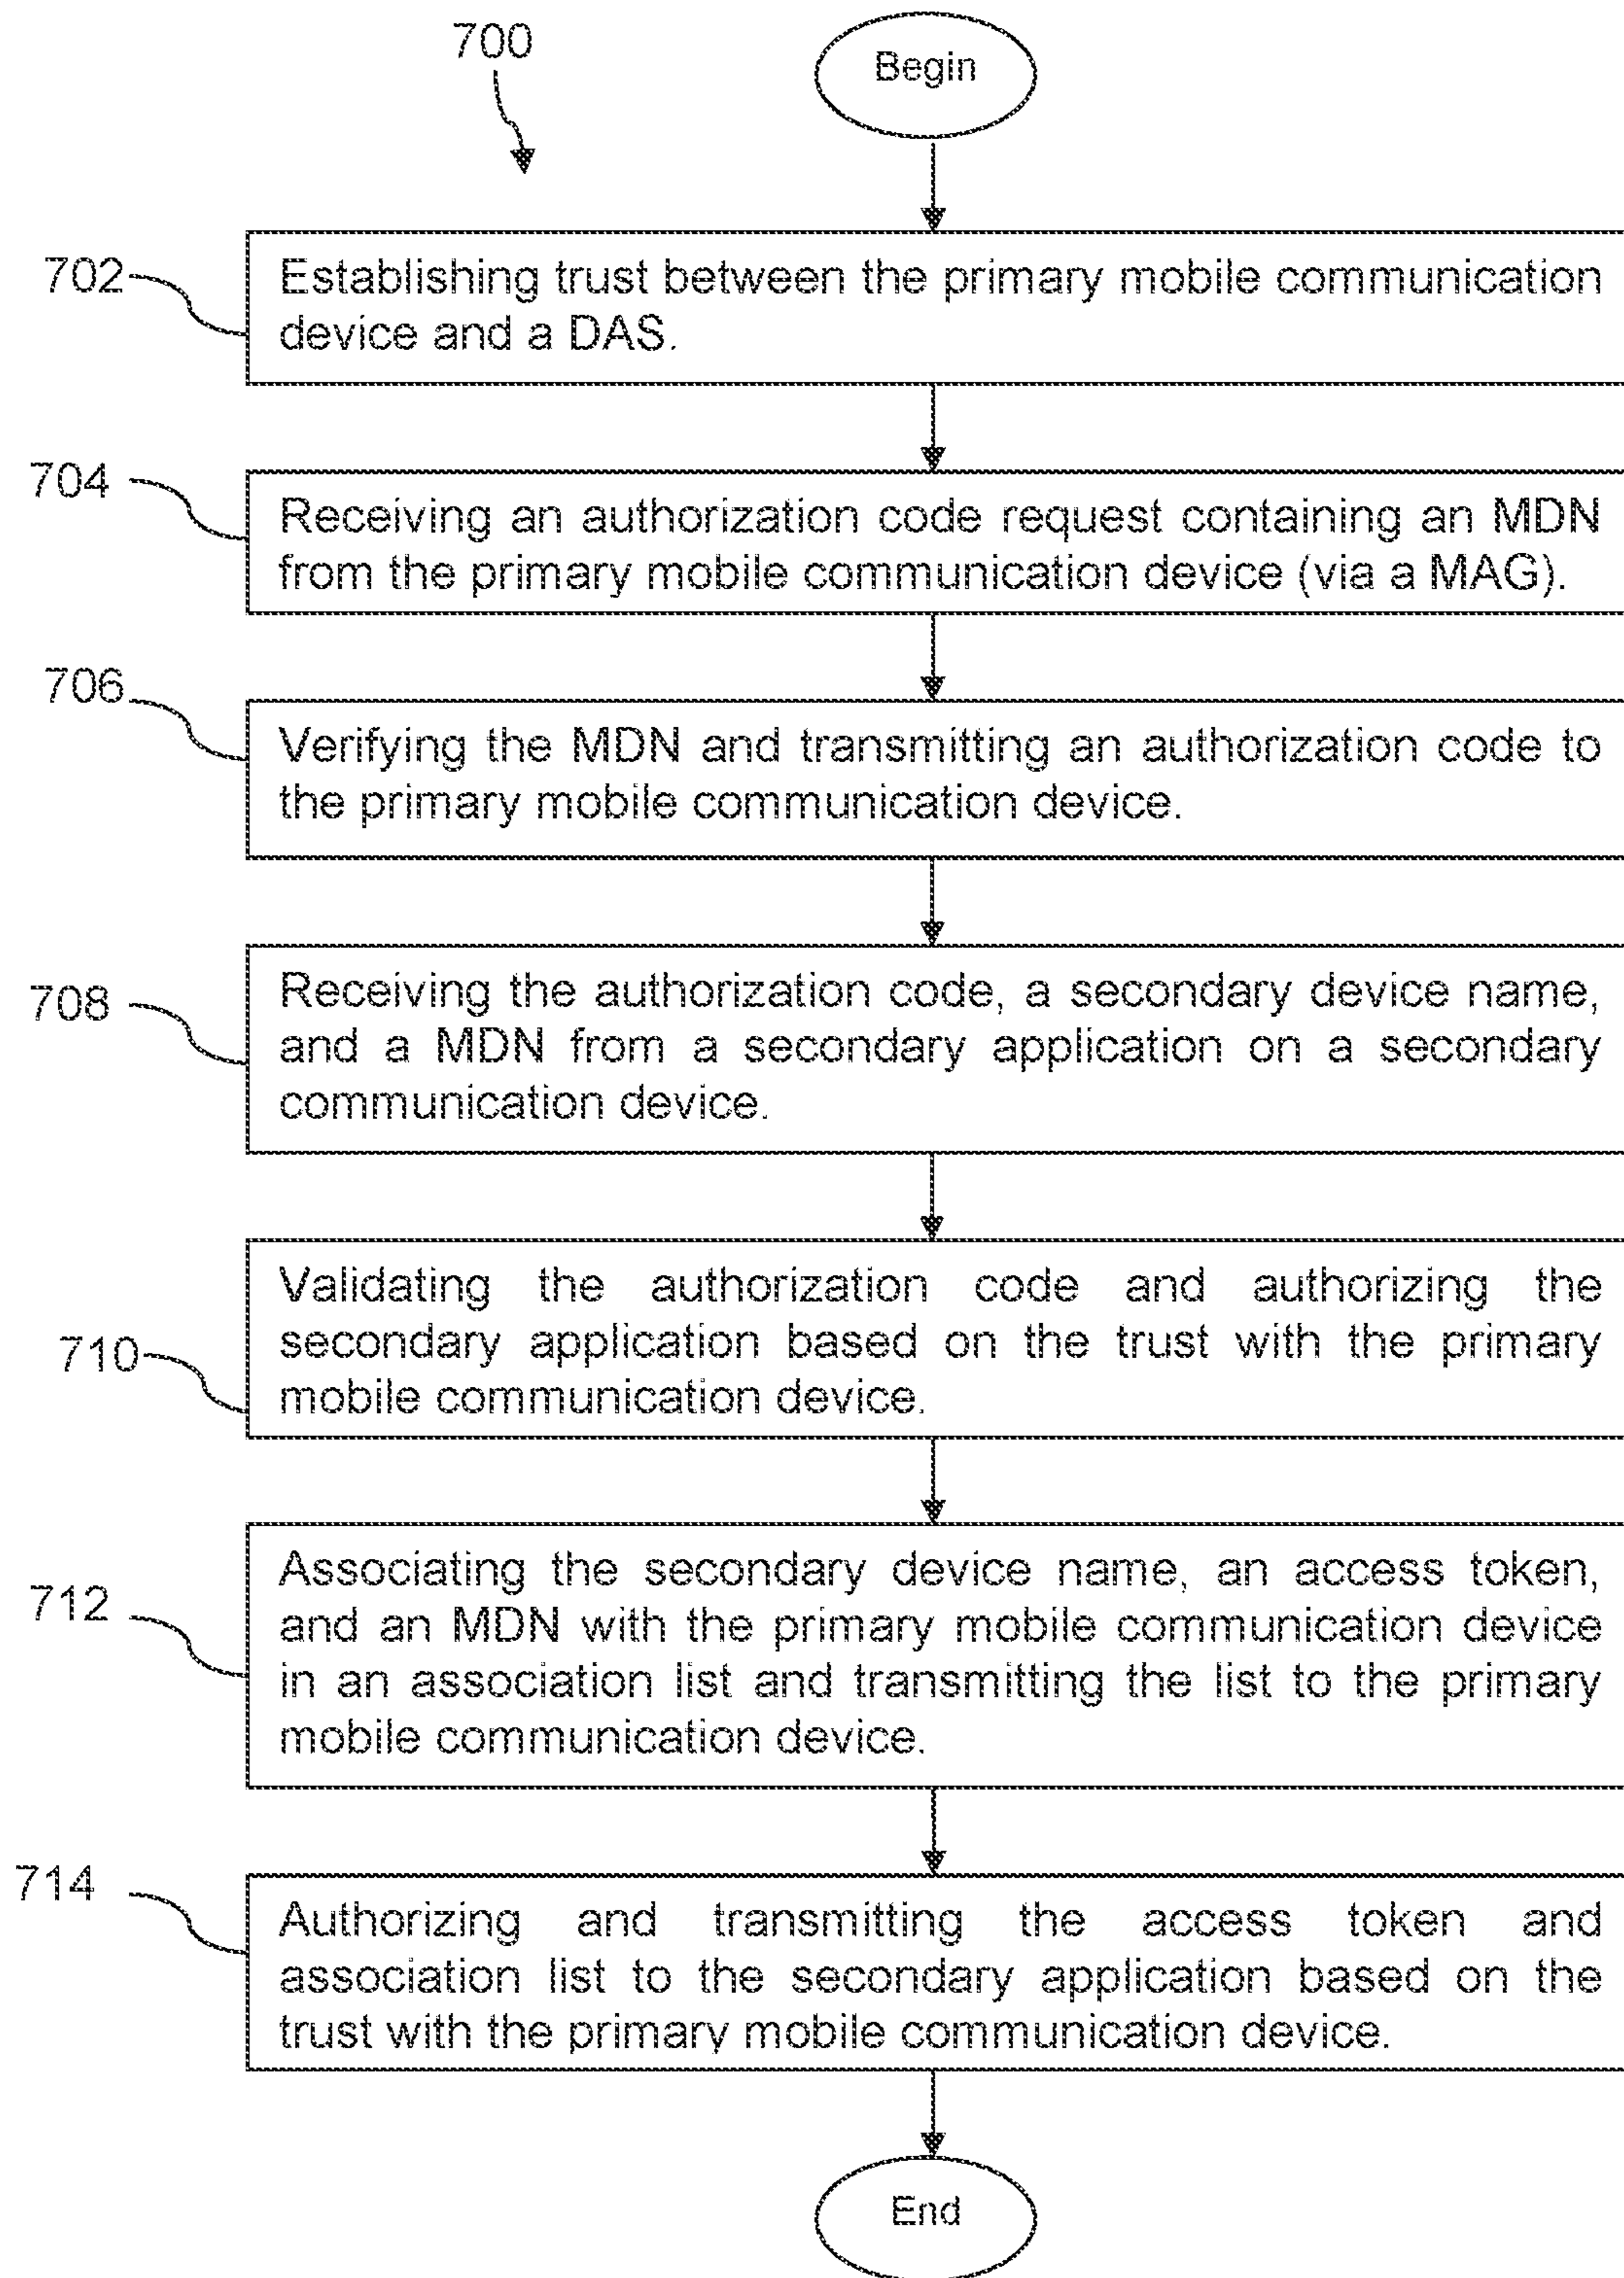 700
Begin
702
Establishing trust between the primary mobile communication
device and a DAS.
704
Receiving an authorization code request containing an MDN
from the primary mobile communication device (via a MAG).
706
Verifying the MDN and transmitting an authorization code to
the primary mobile communication device.
708
Receiving the authorization code, a secondary device name,
and a MDN from a secondary application on a secondary
communication device.
710
Validating the authorization code and authorizing the
secondary application based on the trust with the primary
mobile communication device.
712
Associating the secondary device name, an access token,
and an MDN with the primary mobile communication device
in an association list and transmitting the list to the primary
mobile communication device.
714
Authorizing and transmitting the access token and
association list to the secondary application based on the
trust with the primary mobile communication device.
End